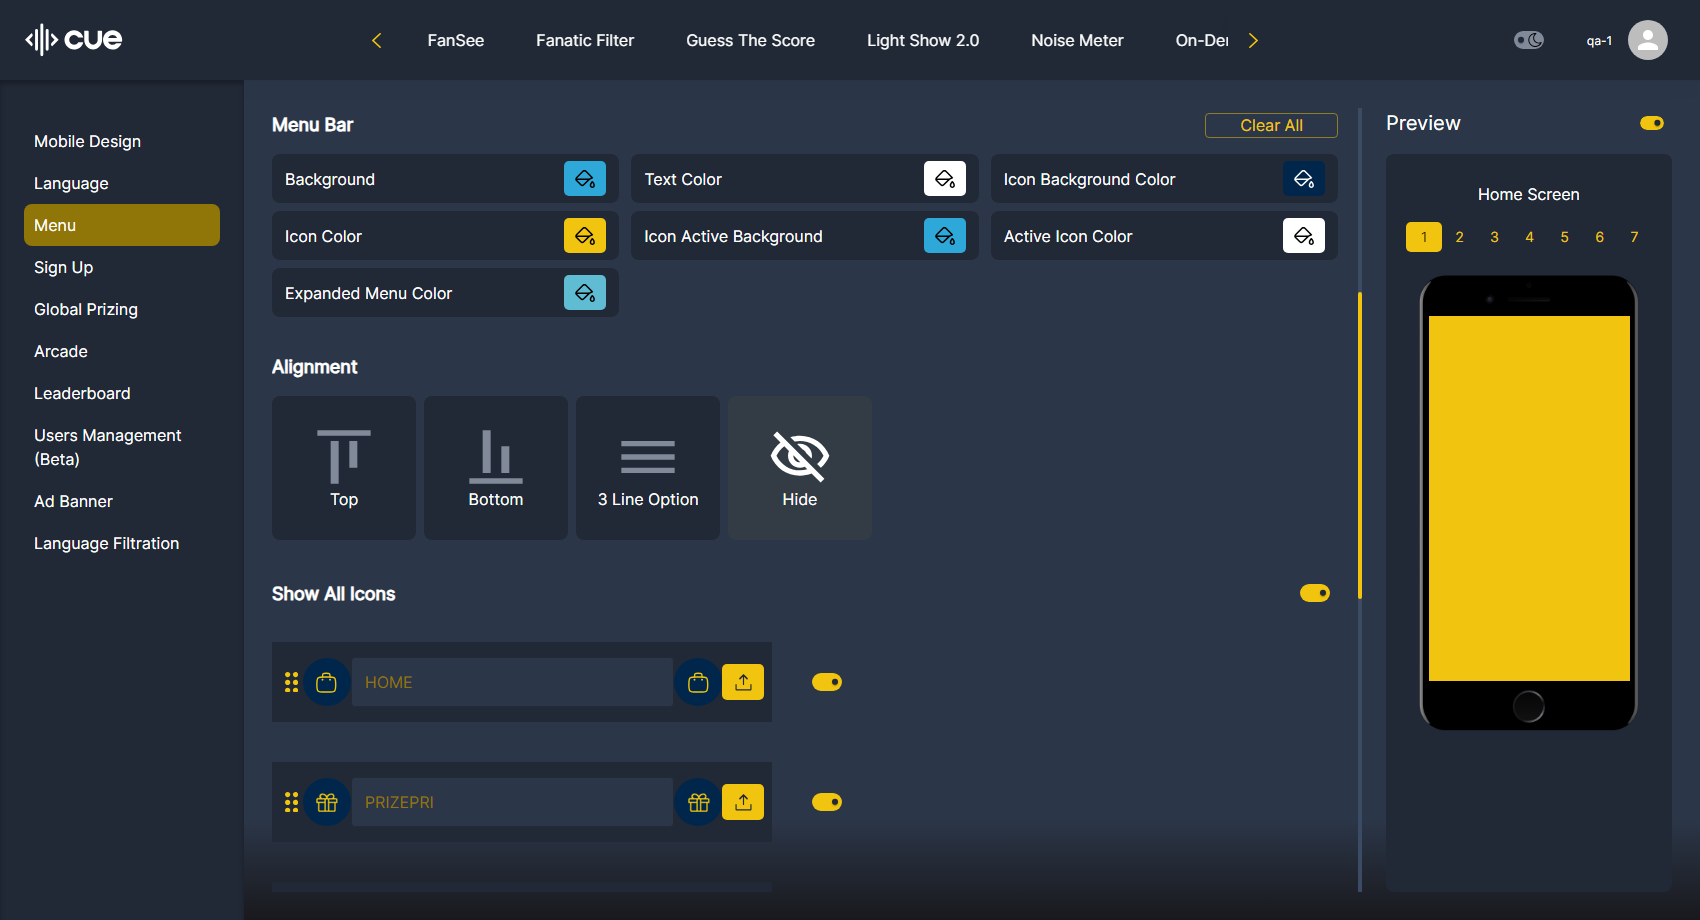 cue
FanSee
Fanatic Filter
Guess The Score
Light Show 2.0
Noise Meter
On-Der
qa-1
Mobile Design
Language
Menu
Sign Up
Global Prizing
Arcade
Leaderboard
Users Management
(Beta)
Ad Banner
Language Filtration
Menu Bar
Clear All
Background
Text Color
Icon Background Color
Icon Color
Icon Active Background
Active Icon Color
Expanded Menu Color
Alignment
Top
Bottom
3 Line Option
Hide
Show All Icons
HOME
PRIZEPRI
Preview
Home Screen
1 2 3 4 5 6 7